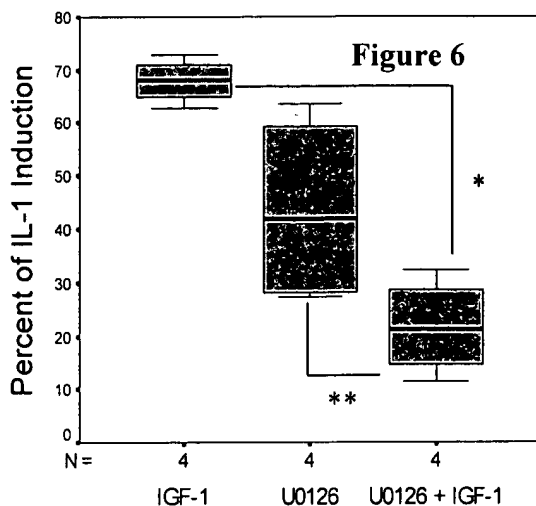 Figure 6
Percent of IL-1 Induction
80
70
60
50
40
30
20
10
0
*
**
N = 4 4 4
IGF-1 U0126 U0126 + IGF-1